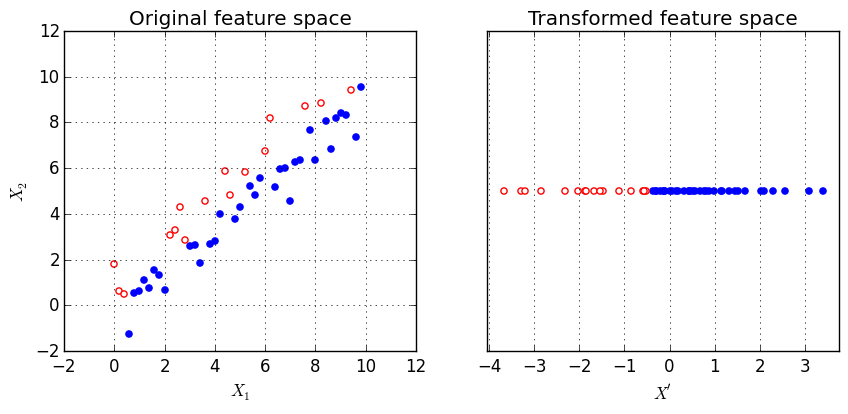 Original feature space
12
10
8
6
4
2
0
−2
−2 0 2 4 6 8 10 12
X₂
X₁
Transformed feature space
−4 −3 −2 −1 0 1 2 3
X′